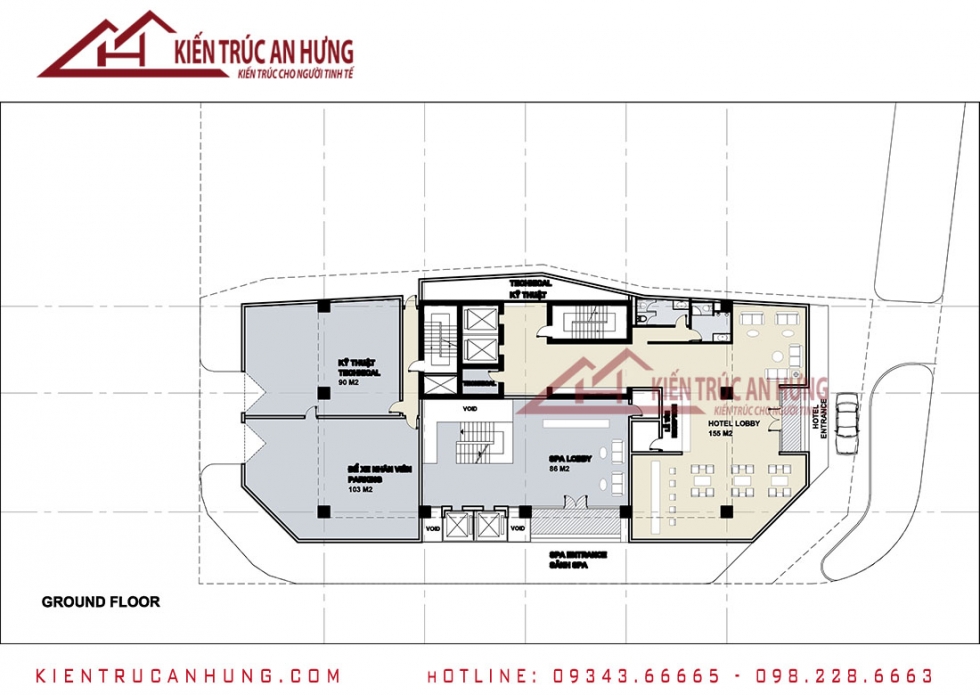 KIẾN TRÚC AN HƯNG
KIẾN TRÚC CHO NGƯỜI TINH TẾ
TECHNICAL
KỸ THUẬT
KỸ THUẬT
TECHNICAL
90 M2
TECHNICAL
VOID
KIẾN TRÚC AN HƯNG
KIẾN TRÚC CHO NGƯỜI TINH
LỄ TÂN
HOTEL LOBBY
155 M2
HOTEL
ENTRANCE
ĐỂ XE NHÂN VIÊN
PARKING
103 M2
SPA LOBBY
86 M2
VOID
VOID
SPA ENTRANCE
SẢNH SPA
GROUND FLOOR
KIENTRUCANHUNG.COM
HOTLINE: 09343.66665 - 098.228.6663